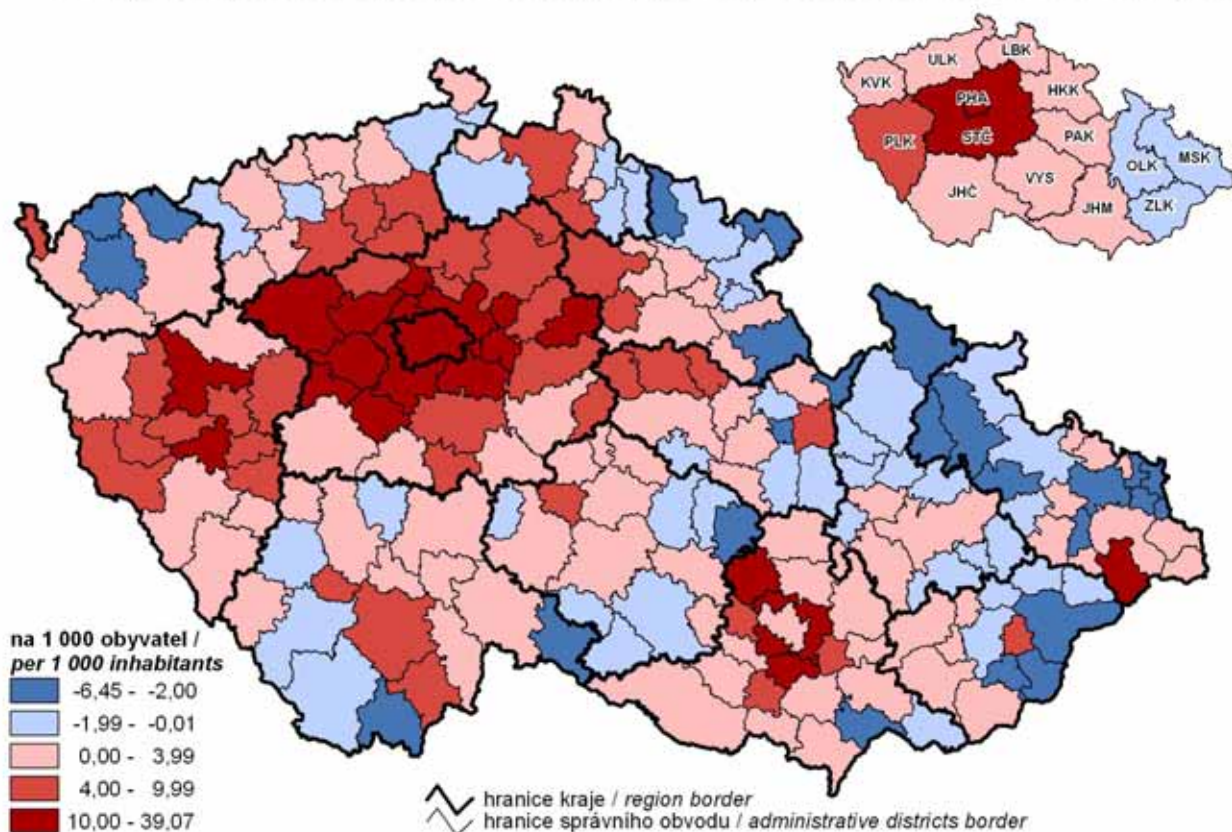 KVK
ULK
LBK
HKK
PHA
STČ
PLK
PAK
OLK
MSK
JHČ
VYS
JHM
ZLK
na 1 000 obyvatel /
per 1 000 inhabitants
-6,45 - -2,00
-1,99 - -0,01
0,00 - 3,99
4,00 - 9,99
10,00 - 39,07
hranice kraje / region border
hranice správního obvodu / administrative districts border